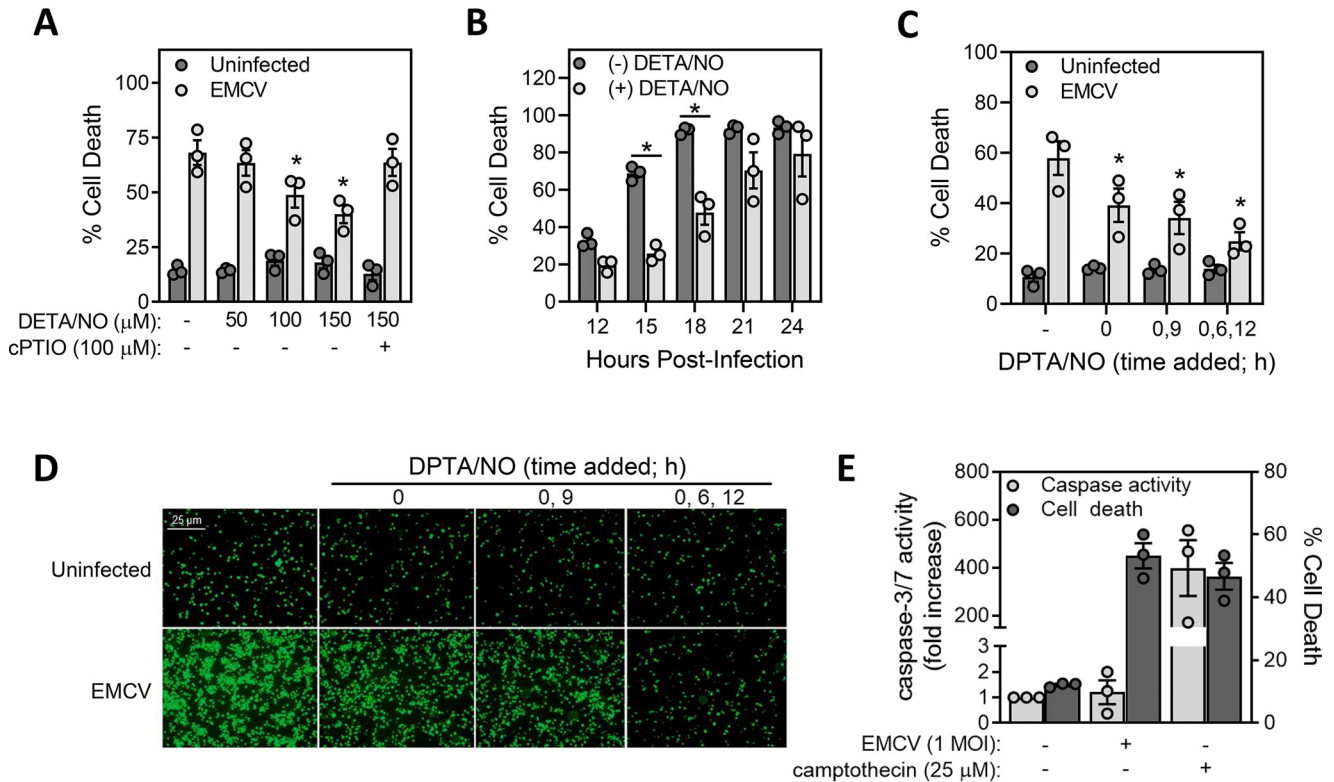 A
% Cell Death
100
75
50
25
0
Uninfected
EMCV
*
*
DETA/NO (μM): - 50 100 150 150
cPTIO (100 μM): - - - - +
B
% Cell Death
120
100
80
60
40
20
0
(-) DETA/NO
(+) DETA/NO
*
*
12 15 18 21 24
Hours Post-Infection
C
% Cell Death
100
80
60
40
20
0
Uninfected
EMCV
*
*
*
- 0 0,9 0,6,12
DPTA/NO (time added; h)
D
DPTA/NO (time added; h)
0 0, 9 0, 6, 12
25 μm
Uninfected
EMCV
E
caspase-3/7 activity
(fold increase)
800
600
400
200
3
2
1
0
Caspase activity
Cell death
80
60
40
20
0
% Cell Death
EMCV (1 MOI): - + -
camptothecin (25 μM): - - +